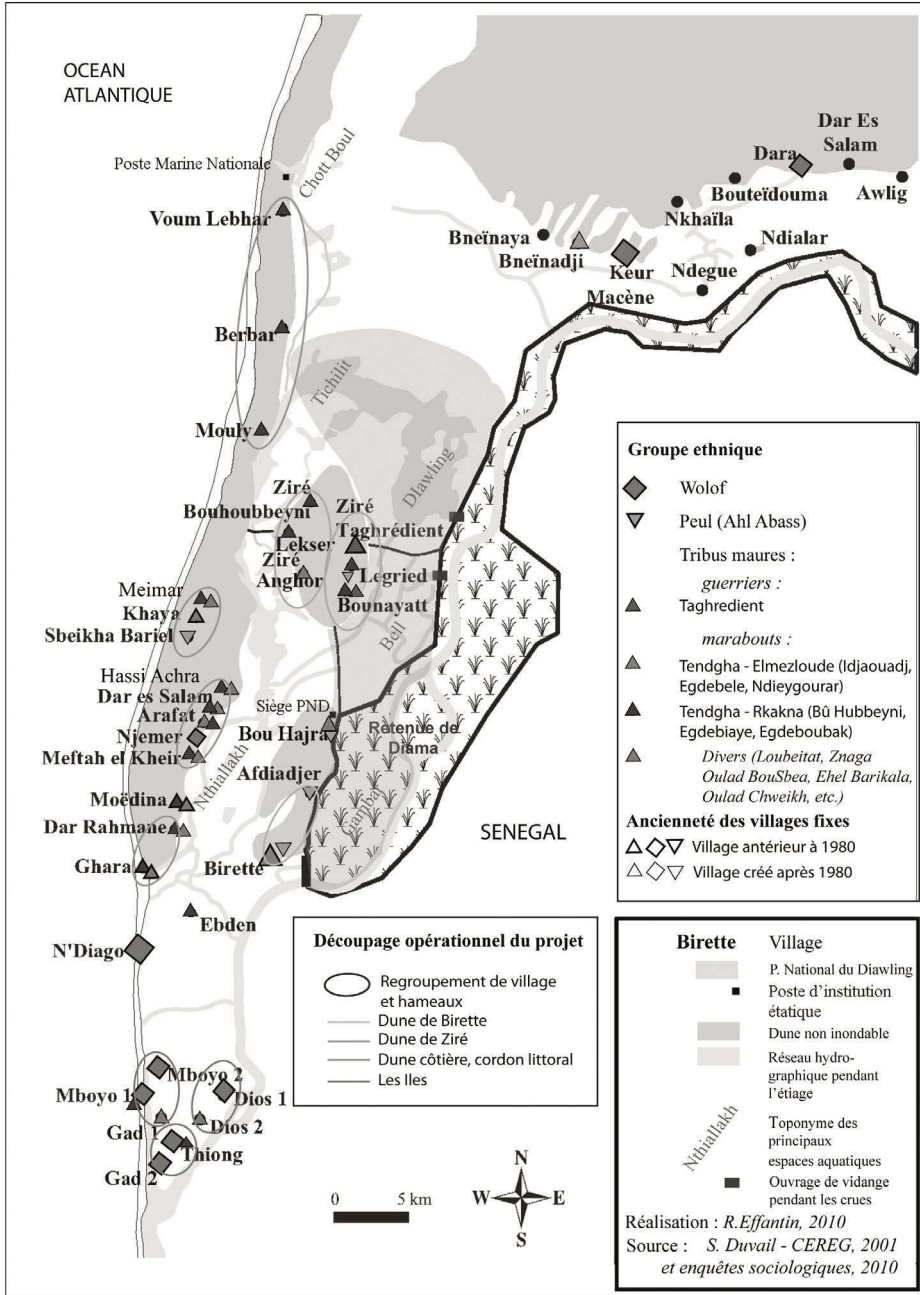 OCEAN
ATLANTIQUE
Poste Marine Nationale
Chott Boul
Voum Lebhar
Dar Es
Salam
Dara
Bouteïdouma
Awlig
Nkhaïla
Bneïnaya
Bneïnadji
Ndialar
Keur
Macène
Ndegue
Berbar
Tichilit
Mouly
Dlawling
Ziré
Bouhoubbeyni
Ziré
Taghrédient
Lekser
Ziré
Anghor
Legried
Bounayatt
Bell
Meimar
Khaya
Sbeikha Bariel
Hassi Achra
Dar es Salam
Arafat
Njemer
Meftah el Kheir
Nthiallakh
Siège PND
Bou Hajra
Retenue de
Diama
Afdiadjer
Gambar
Moëdina
Dar Rahmane
Ghara
Birette
SENEGAL
Ebden
N'Diago
Mboyo 2
Mboyo 1
Dios 1
Gad 1
Dios 2
Thiong
Gad 2
Groupe ethnique
Wolof
Peul (Ahl Abass)
Tribus maures :
guerriers :
Taghredient
marabouts :
Tendgha - Elmezloude (Idjaouadj,
Egdebele, Ndieygourar)
Tendgha - Rkakna (Bû Hubbeyni,
Egdebiaye, Egdeboubak)
Divers (Loubeitat, Znaga
Oulad BouSbea, Ehel Barikala,
Oulad Chweikh, etc.)
Ancienneté des villages fixes
Village antérieur à 1980
Village créé après 1980
Découpage opérationnel du projet
Regroupement de village
et hameaux
Dune de Birette
Dune de Ziré
Dune côtière, cordon littoral
Les Iles
0 5 km
N
W E
S
Birette Village
P. National du Diawling
Poste d'institution
étatique
Dune non inondable
Réseau hydro-
graphique pendant
l'étiage
Nthiallakh
Toponyme des
principaux
espaces aquatiques
Ouvrage de vidange
pendant les crues
Réalisation : R.Effantin, 2010
Source : S. Duvail - CEREG, 2001
et enquêtes sociologiques, 2010